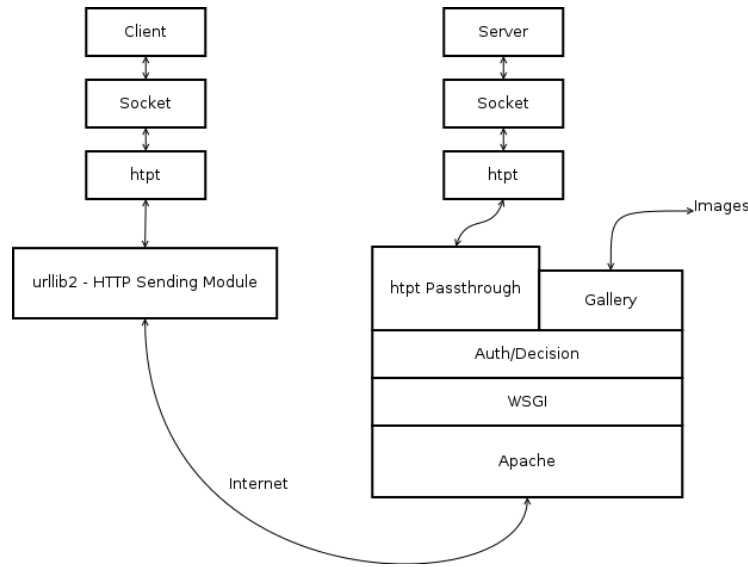 Client
Server
Socket
Socket
htpt
htpt
Images
urllib2 - HTTP Sending Module
htpt Passthrough
Gallery
Auth/Decision
WSGI
Apache
Internet